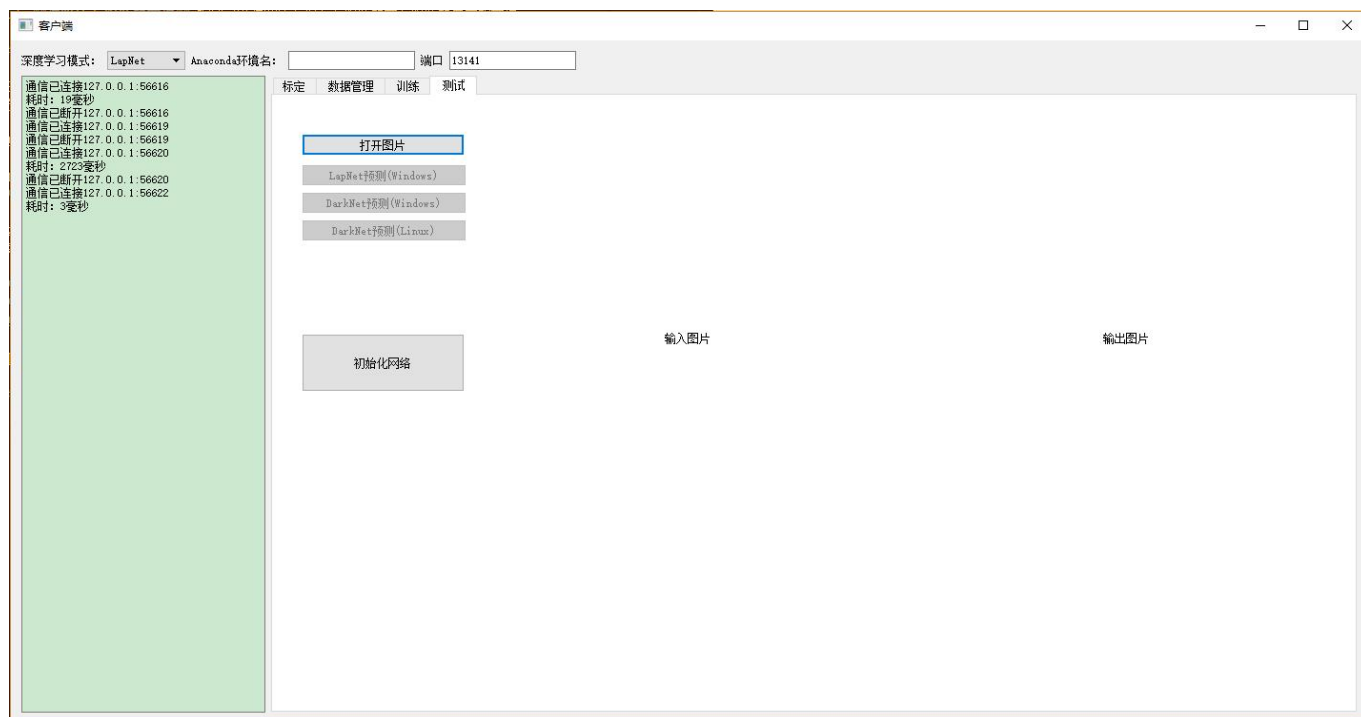 客户端
深度学习模式: LapNet Anaconda环境名: 端口 13141
通信已连接127.0.0.1:56616
耗时: 19毫秒
通信已断开127.0.0.1:56616
通信已连接127.0.0.1:56619
通信已断开127.0.0.1:56619
通信已连接127.0.0.1:56620
耗时: 2723毫秒
通信已断开127.0.0.1:56620
通信已连接127.0.0.1:56622
耗时: 3毫秒
标定 数据管理 训练 测试
打开图片
LapNet预测(Windows)
DarkNet预测(Windows)
DarkNet预测(Linux)
初始化网络
输入图片
输出图片